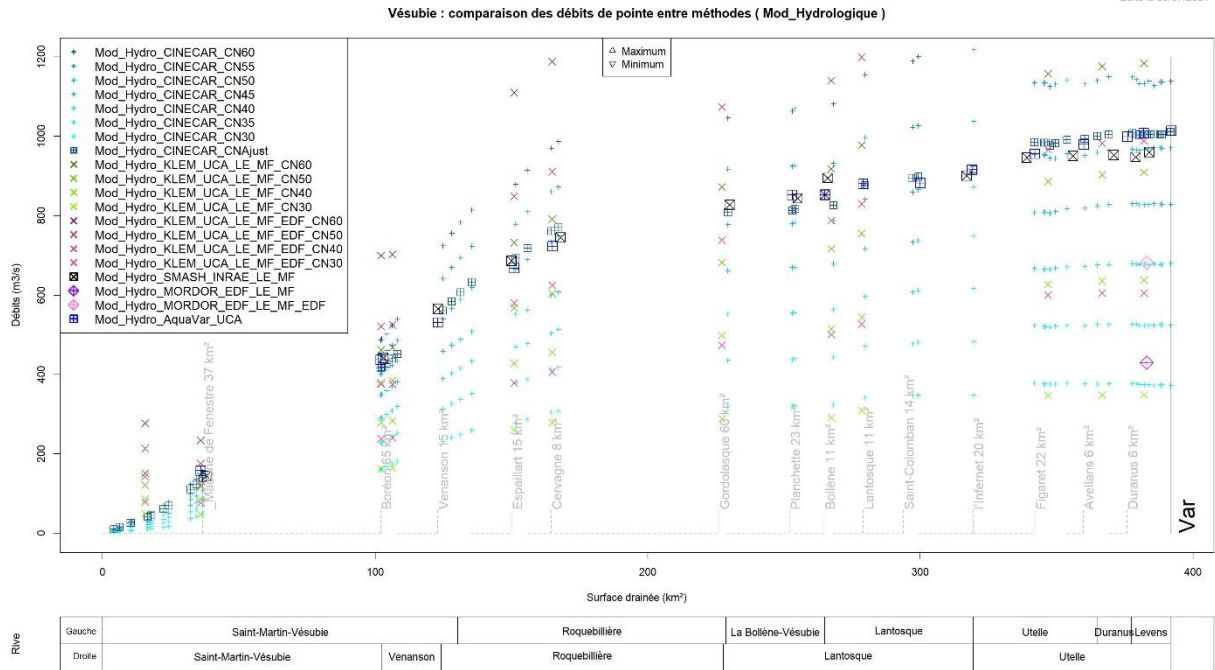 Vésubie : comparaison des débits de pointe entre méthodes ( Mod_Hydrologique )
Mod_Hydro_CINECAR_CN60
Mod_Hydro_CINECAR_CN55
Mod_Hydro_CINECAR_CN50
Mod_Hydro_CINECAR_CN45
Mod_Hydro_CINECAR_CN40
Mod_Hydro_CINECAR_CN35
Mod_Hydro_CINECAR_CN30
Mod_Hydro_CINECAR_CNAjust
Mod_Hydro_KLEM_UCA_LE_MF_CN60
Mod_Hydro_KLEM_UCA_LE_MF_CN50
Mod_Hydro_KLEM_UCA_LE_MF_CN40
Mod_Hydro_KLEM_UCA_LE_MF_CN30
Mod_Hydro_KLEM_UCA_LE_MF_EDF_CN60
Mod_Hydro_KLEM_UCA_LE_MF_EDF_CN50
Mod_Hydro_KLEM_UCA_LE_MF_EDF_CN40
Mod_Hydro_KLEM_UCA_LE_MF_EDF_CN30
Mod_Hydro_SMASH_INRAE_LE_MF
Mod_Hydro_MORDOR_EDF_LE_MF
Mod_Hydro_MORDOR_EDF_LE_MF_EDF
Mod_Hydro_AquaVar_UCA
Maximum
Minimum
Débits (m3/s)
1200
1000
800
600
400
200
0
de Fenestre 37 km²
Boréon 65 km²
Venanson 15 km²
Espaillart 15 km²
Cervagne 8 km²
Gordolasque 60 km²
Planchette 23 km²
Bollène 11 km²
Lantosque 11 km²
Saint-Colomban 14 km²
l'Infernet 20 km²
Figaret 22 km²
Avellans 6 km²
Duranus 6 km²
Var
0 100 200 300 400
Surface drainée (km²)
Rive
Gauche Saint-Martin-Vésubie Roquebillière La Bollène-Vésubie Lantosque Utelle Duranus Levens
Droite Saint-Martin-Vésubie Venanson Roquebillière Lantosque Utelle